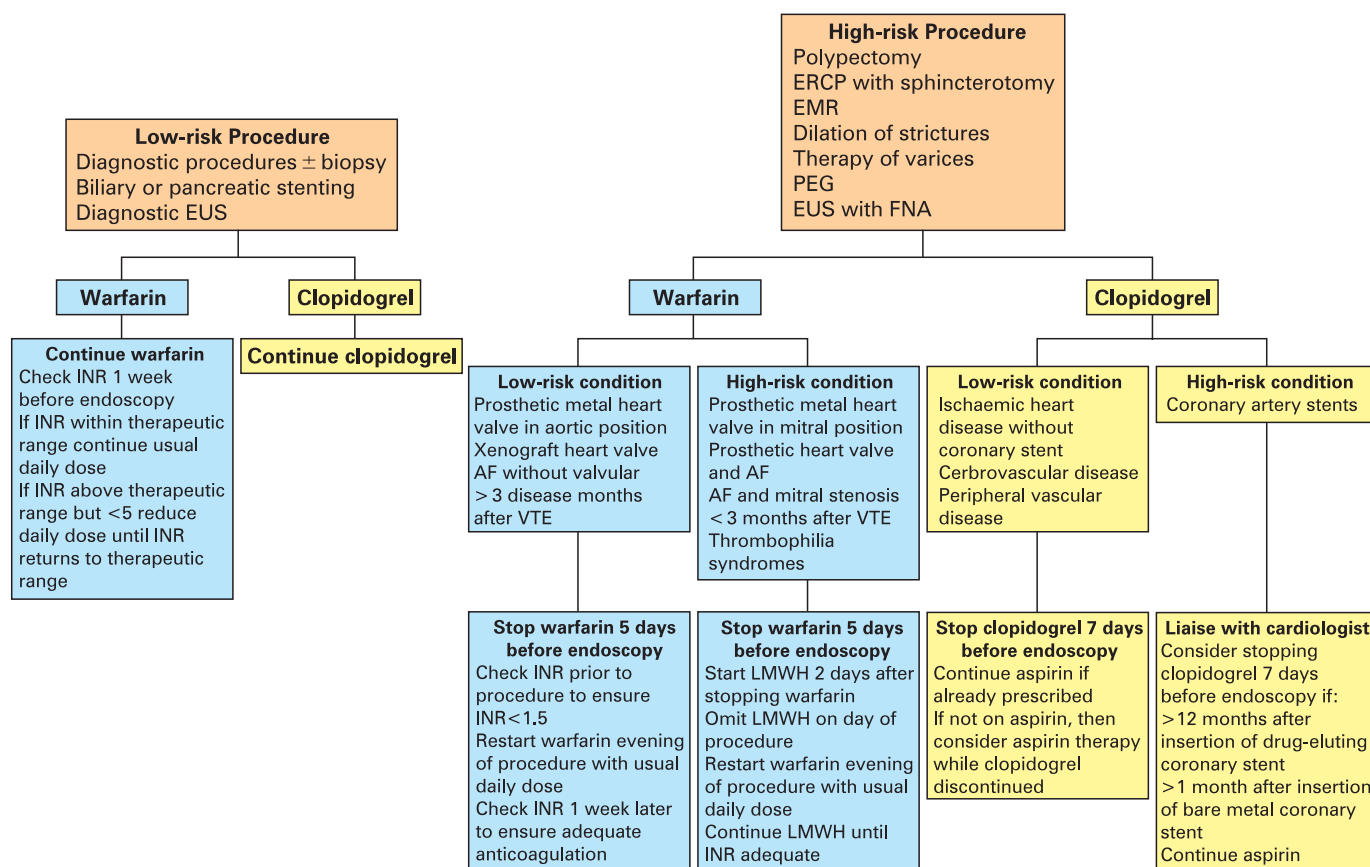 Low-risk Procedure
Diagnostic procedures ± biopsy
Biliary or pancreatic stenting
Diagnostic EUS
Warfarin
Clopidogrel
Continue warfarin
Check INR 1 week
before endoscopy
If INR within therapeutic
range continue usual
daily dose
If INR above therapeutic
range but <5 reduce
daily dose until INR
returns to therapeutic
range
Continue clopidogrel
High-risk Procedure
Polypectomy
ERCP with sphincterotomy
EMR
Dilation of strictures
Therapy of varices
PEG
EUS with FNA
Warfarin
Clopidogrel
Low-risk condition
Prosthetic metal heart
valve in aortic position
Xenograft heart valve
AF without valvular
> 3 disease months
after VTE
High-risk condition
Prosthetic metal heart
valve in mitral position
Prosthetic heart valve
and AF
AF and mitral stenosis
< 3 months after VTE
Thrombophilia
syndromes
Low-risk condition
Ischaemic heart
disease without
coronary stent
Cerbrovascular disease
Peripheral vascular
disease
High-risk condition
Coronary artery stents
Stop warfarin 5 days
before endoscopy
Check INR prior to
procedure to ensure
INR<1.5
Restart warfarin evening
of procedure with usual
daily dose
Check INR 1 week later
to ensure adequate
anticoagulation
Stop warfarin 5 days
before endoscopy
Start LMWH 2 days after
stopping warfarin
Omit LMWH on day of
procedure
Restart warfarin evening
of procedure with usual
daily dose
Continue LMWH until
INR adequate
Stop clopidogrel 7 days
before endoscopy
Continue aspirin if
already prescribed
If not on aspirin, then
consider aspirin therapy
while clopidogrel
discontinued
Liaise with cardiologist
Consider stopping
clopidogrel 7 days
before endoscopy if:
>12 months after
insertion of drug-eluting
coronary stent
>1 month after insertion
of bare metal coronary
stent
Continue aspirin